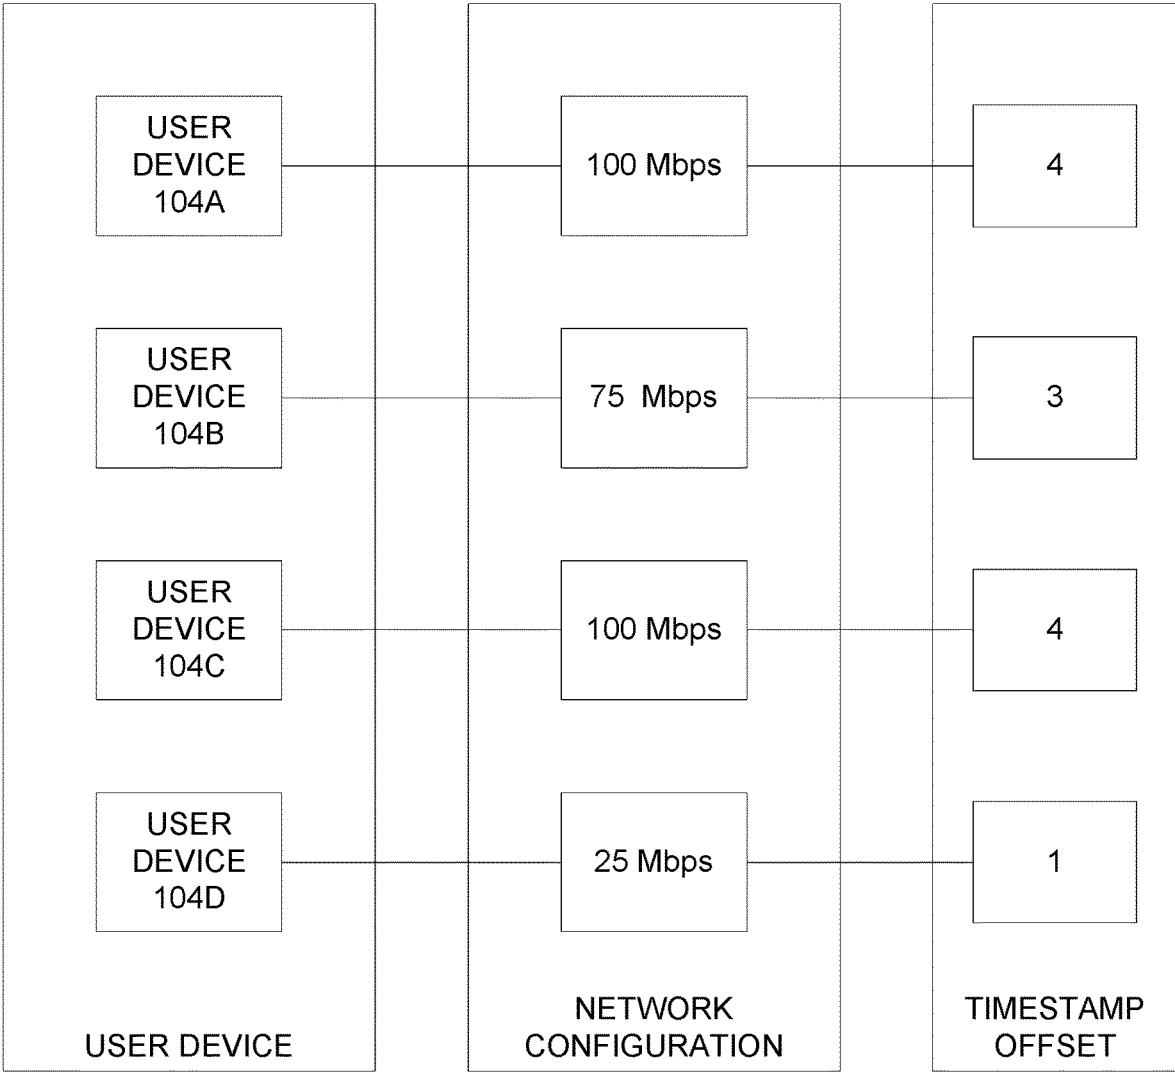 USER
DEVICE
104A
100 Mbps
4
USER
DEVICE
104B
75 Mbps
3
USER
DEVICE
104C
100 Mbps
4
USER
DEVICE
104D
25 Mbps
1
USER DEVICE
NETWORK
CONFIGURATION
TIMESTAMP
OFFSET